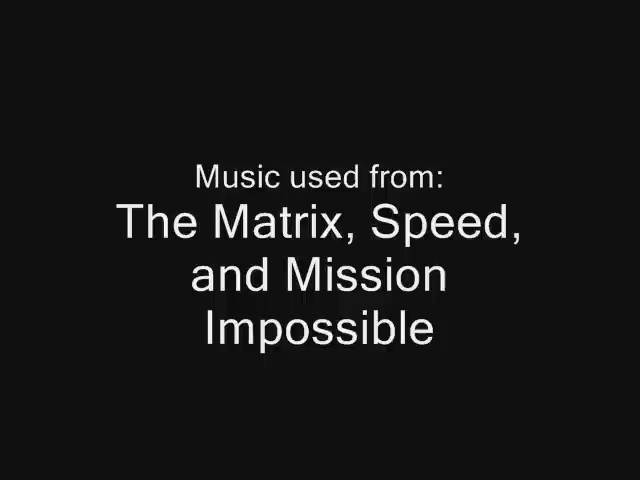 Music used from:
The Matrix, Speed,
and Mission
Impossible